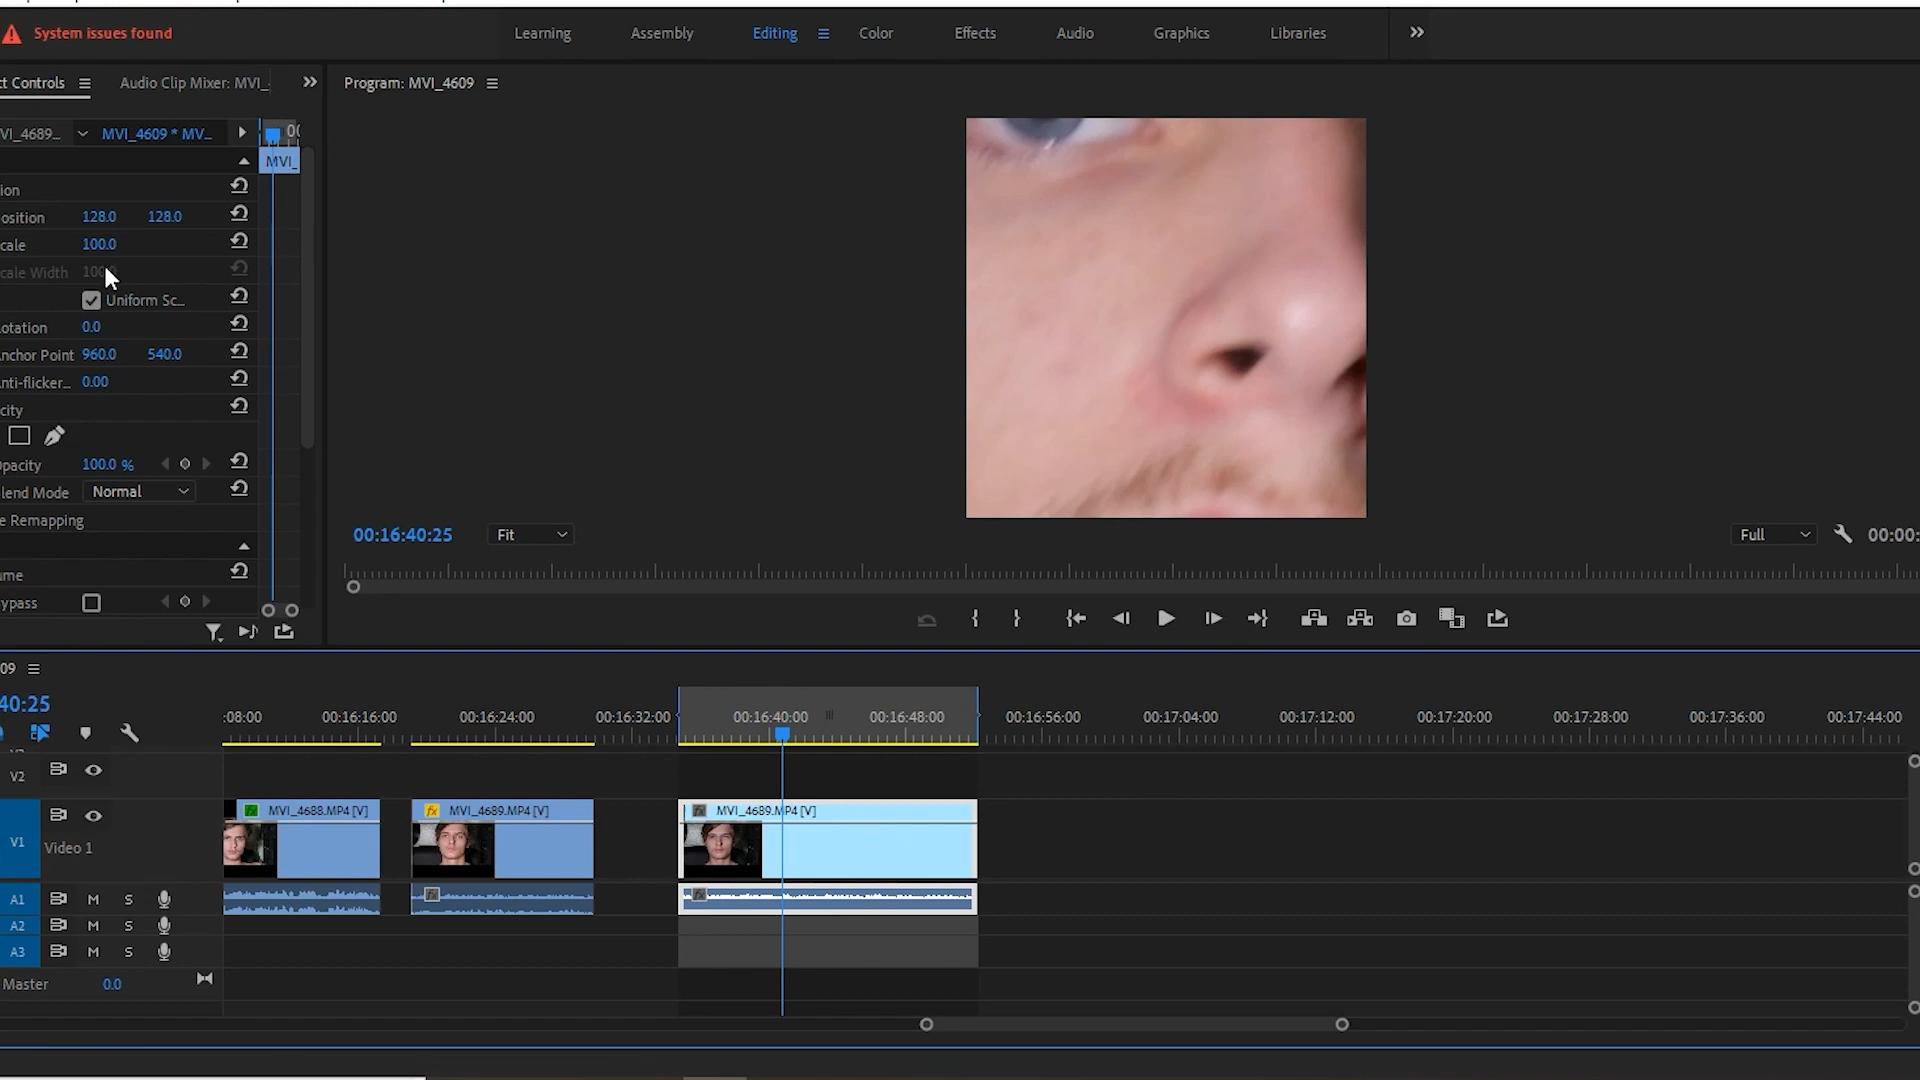 System issues found
Learning
Assembly
Editing
Color
Effects
Audio
Graphics
Libraries
ct Controls
Audio Clip Mixer: MVI_
Program: MVI_4609
VI_4689...
MVI_4609 * MV...
MVI_
ion
osition 128.0 128.0
cale 100.0
cale Width
Uniform Sc...
otation 0.0
nchor Point 960.0 540.0
nti-flicker... 0.00
city
pacity 100.0 %
lend Mode Normal
e Remapping
ume
ypass
00:16:40:25
Fit
Full
00:00:
09
40:25
:08:00
00:16:16:00
00:16:24:00
00:16:32:00
00:16:40:00
00:16:48:00
00:16:56:00
00:17:04:00
00:17:12:00
00:17:20:00
00:17:28:00
00:17:36:00
00:17:44:00
V2
MVI_4688.MP4 [V]
MVI_4689.MP4 [V]
MVI_4689.MP4 [V]
V1
Video 1
A1 M S
A2 M S
A3 M S
Master 0.0